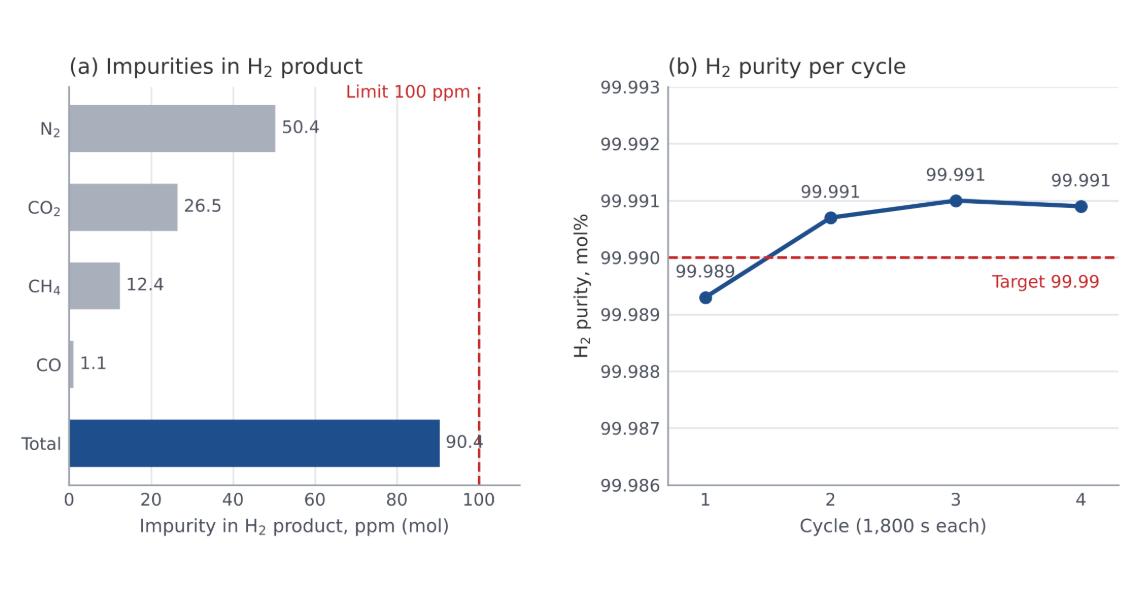 (a) Impurities in H₂ product
Limit 100 ppm
N₂
50.4
CO₂
26.5
CH₄
12.4
CO
1.1
Total
90.4
0 20 40 60 80 100
Impurity in H₂ product, ppm (mol)
(b) H₂ purity per cycle
H₂ purity, mol%
99.993
99.992
99.991
99.990
99.989
99.988
99.987
99.986
99.989
99.991
99.991
99.991
Target 99.99
1 2 3 4
Cycle (1,800 s each)